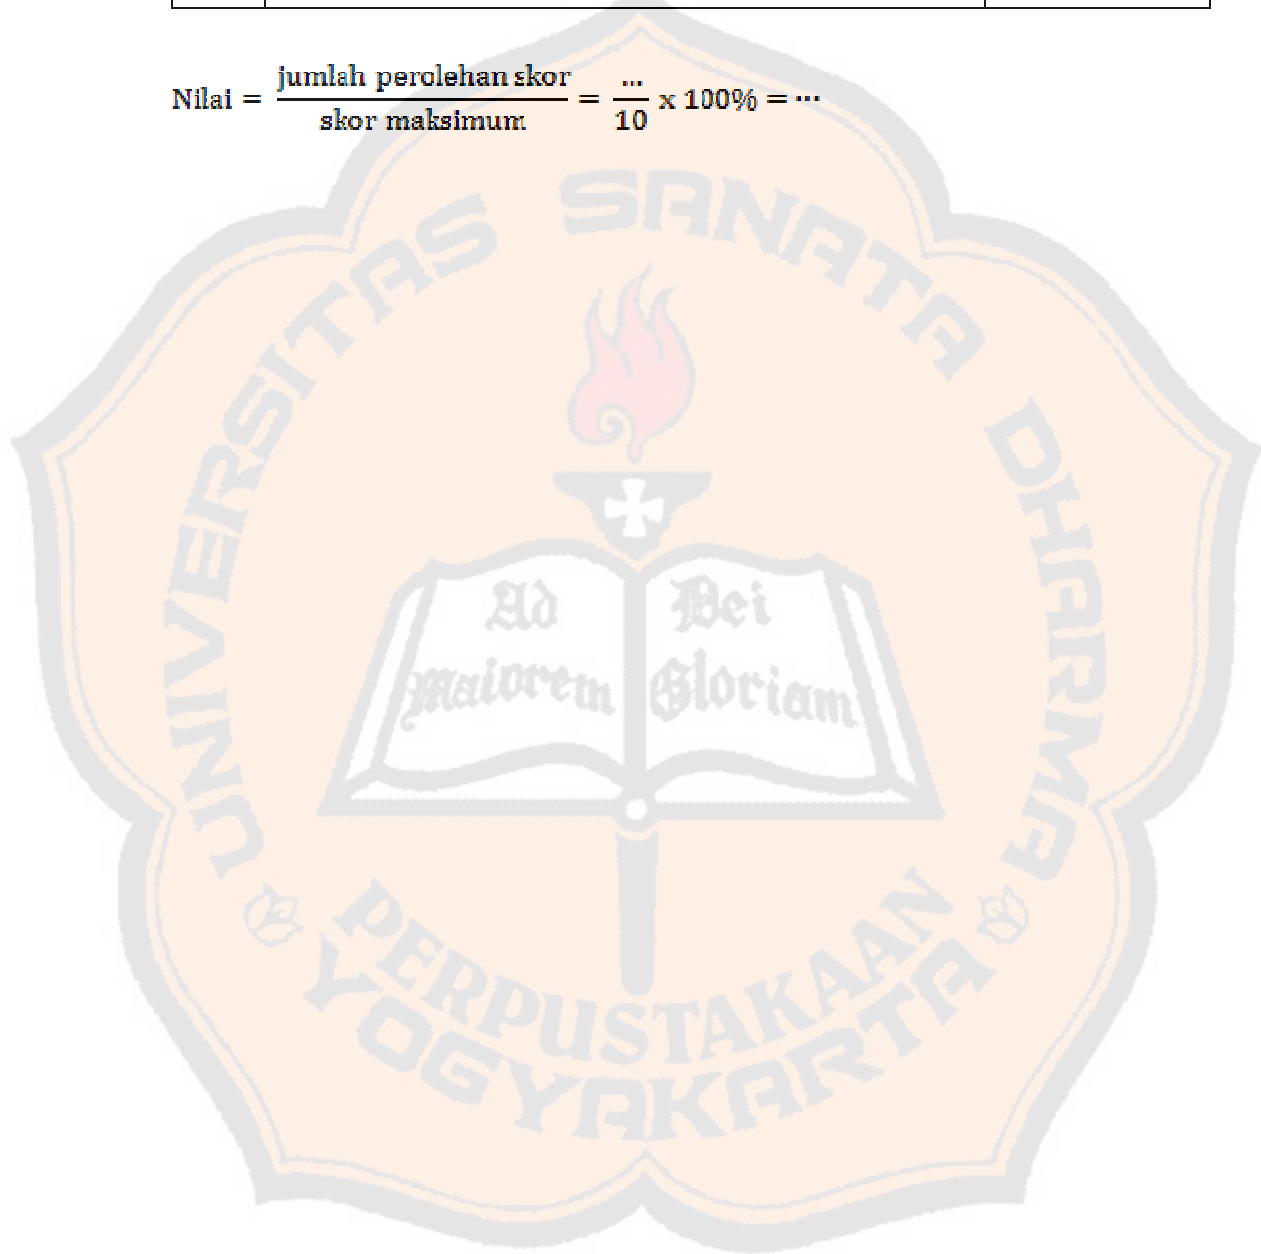 Nilai = jumlah perolehan skor / skor maksimum = ... / 10 x 100% = ...
UNIVERSITAS SANATA DHARMA
Ad Dei
Maiorem Gloriam
PERPUSTAKAAN
YOGYAKARTA